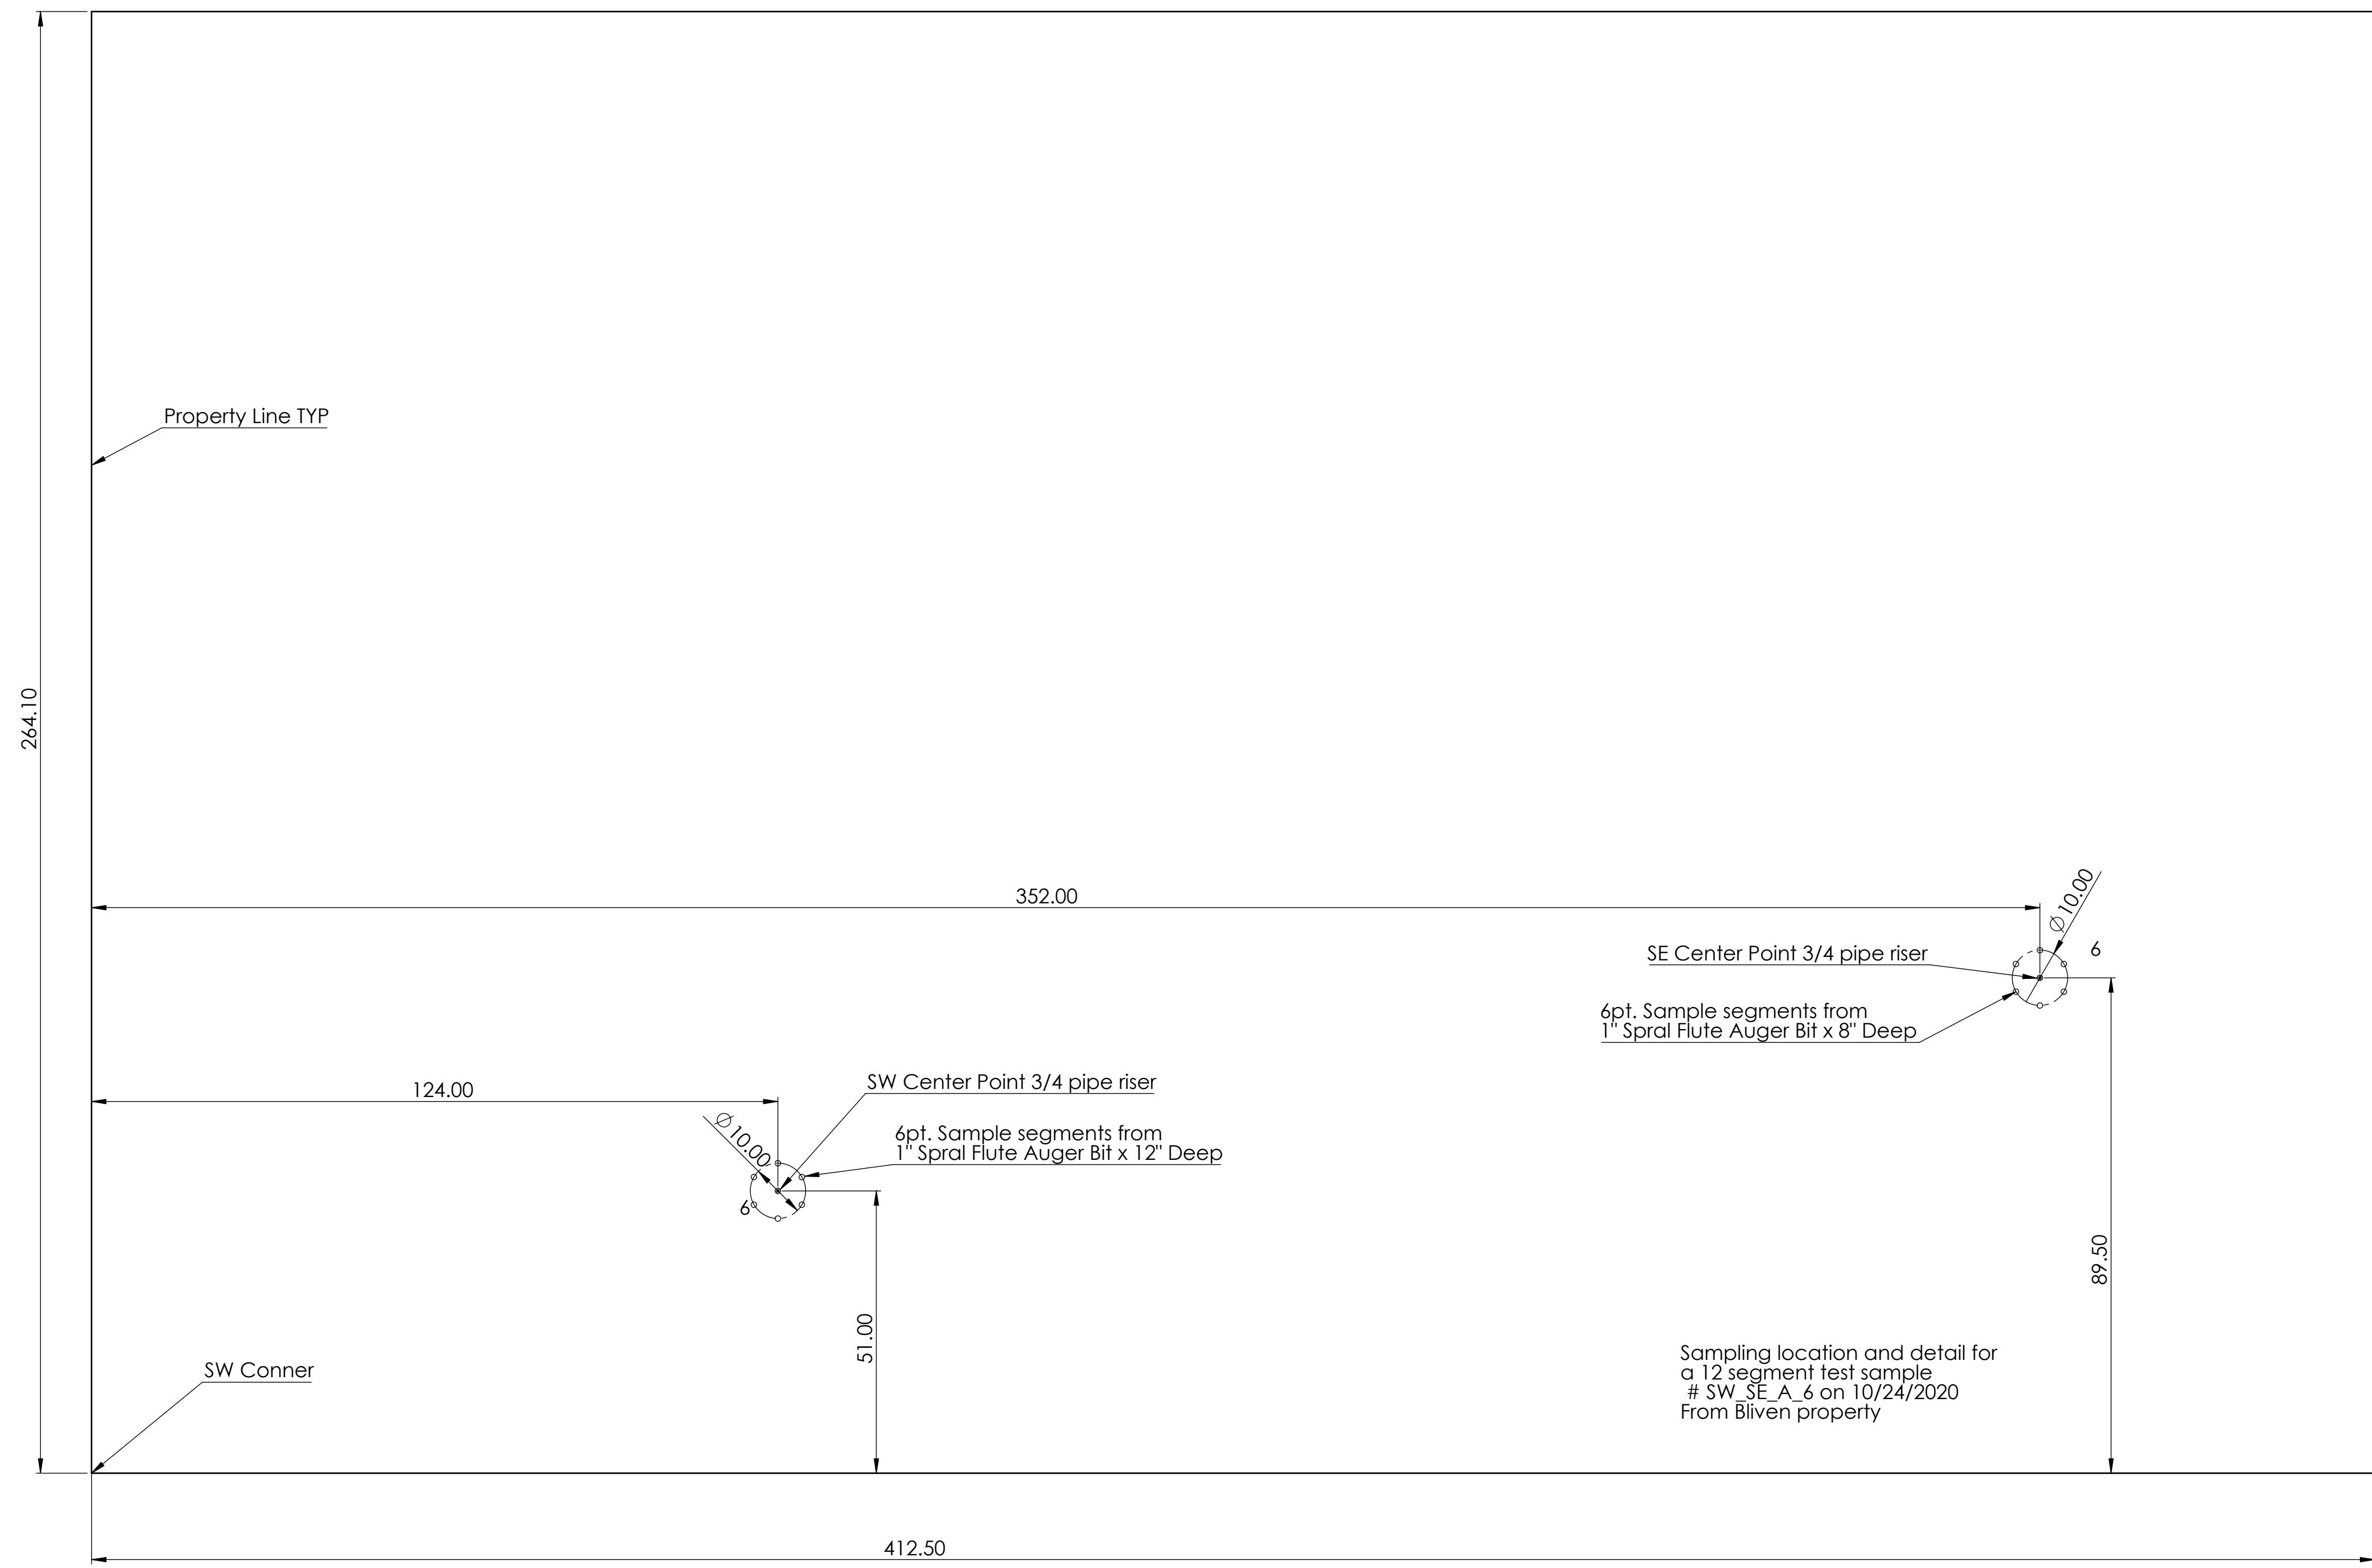 Property Line TYP
264.10
352.00
Ø 10.00
6
SE Center Point 3/4 pipe riser
6pt. Sample segments from
1" Spral Flute Auger Bit x 8" Deep
124.00
SW Center Point 3/4 pipe riser
Ø 10.00
6pt. Sample segments from
1" Spral Flute Auger Bit x 12" Deep
6
89.50
51.00
SW Conner
Sampling location and detail for
a 12 segment test sample
# SW_SE_A_6 on 10/24/2020
From Bliven property
412.50